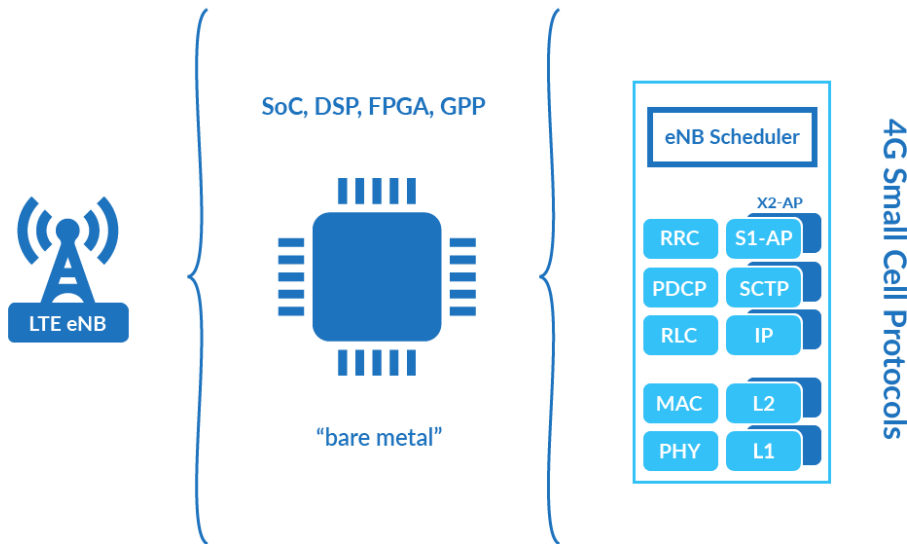 LTE eNB
SoC, DSP, FPGA, GPP
“bare metal”
eNB Scheduler
X2-AP
RRC
S1-AP
PDCP
SCTP
RLC
IP
MAC
L2
PHY
L1
4G Small Cell Protocols